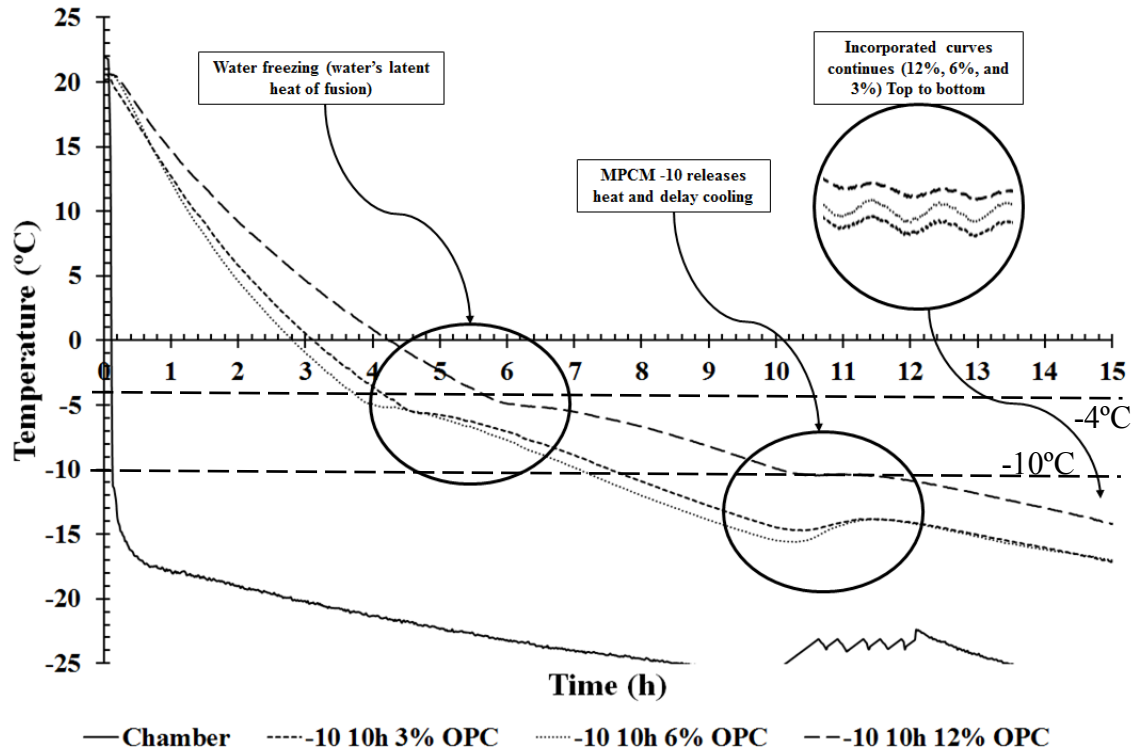 25
20
15
10
5
0
-5
-10
-15
-20
-25
Temperature (ºC)
Water freezing (water's latent
heat of fusion)
MPCM -10 releases
heat and delay cooling
Incorporated curves
continues (12%, 6%, and
3%) Top to bottom
0 1 2 3 4 5 6 7 8 9 10 11 12 13 14 15
-4ºC
-10ºC
Time (h)
Chamber -10 10h 3% OPC -10 10h 6% OPC -10 10h 12% OPC